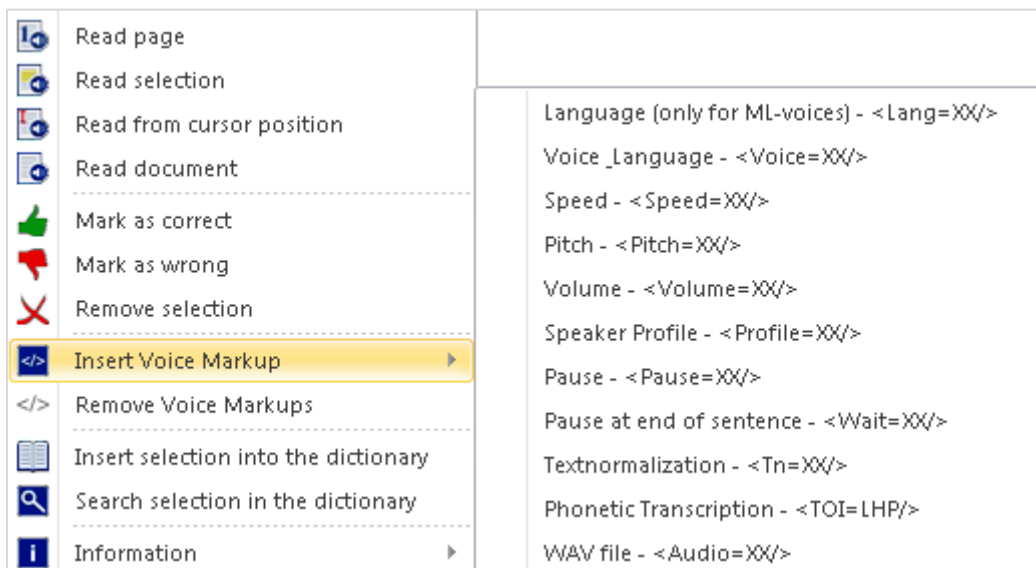 Read page
Read selection
Read from cursor position
Read document
Mark as correct
Mark as wrong
Remove selection
Insert Voice Markup
Remove Voice Markups
Insert selection into the dictionary
Search selection in the dictionary
Information
Language (only for ML-voices) - <Lang=XX/>
Voice_Language - <Voice=XX/>
Speed - <Speed=XX/>
Pitch - <Pitch=XX/>
Volume - <Volume=XX/>
Speaker Profile - <Profile=XX/>
Pause - <Pause=XX/>
Pause at end of sentence - <Wait=XX/>
Textnormalization - <Tn=XX/>
Phonetic Transcription - <TOI=LHP/>
WAV file - <Audio=XX/>